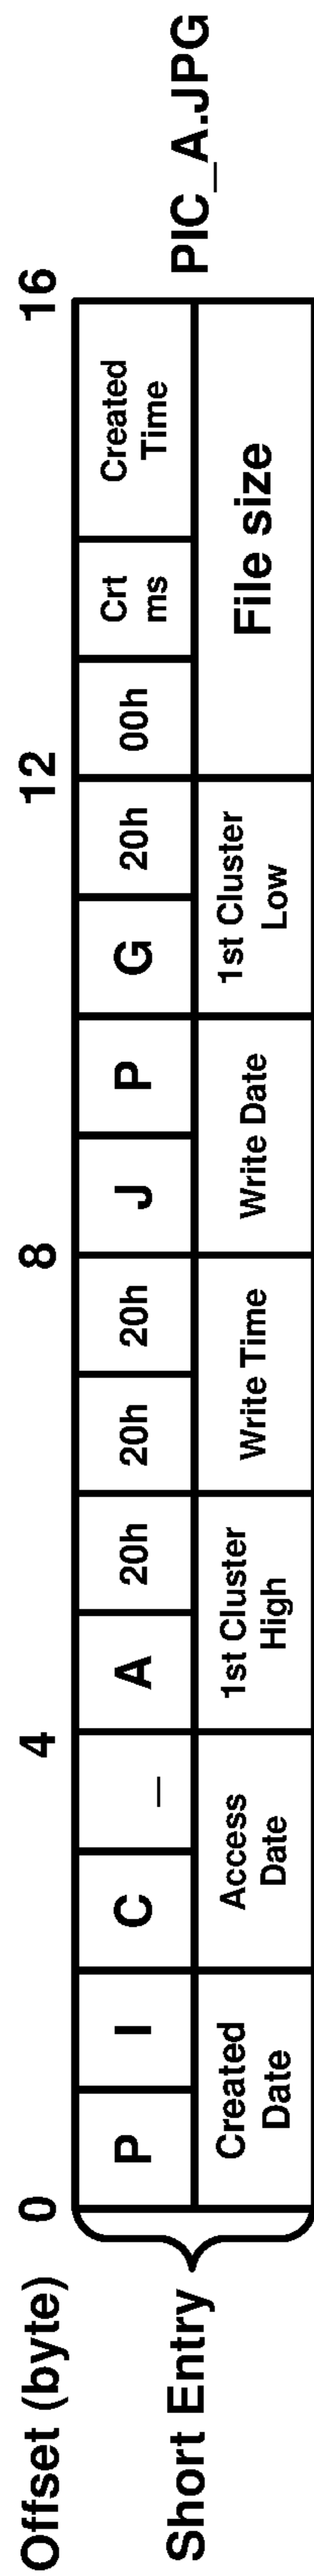 Offset (byte) 0 4 8 12 16
Short Entry
P I C _ A 20h 20h 20h J P G 20h 00h Crt ms Created Time
Created Date Access Date 1st Cluster High Write Time Write Date 1st Cluster Low File size
PIC_A.JPG